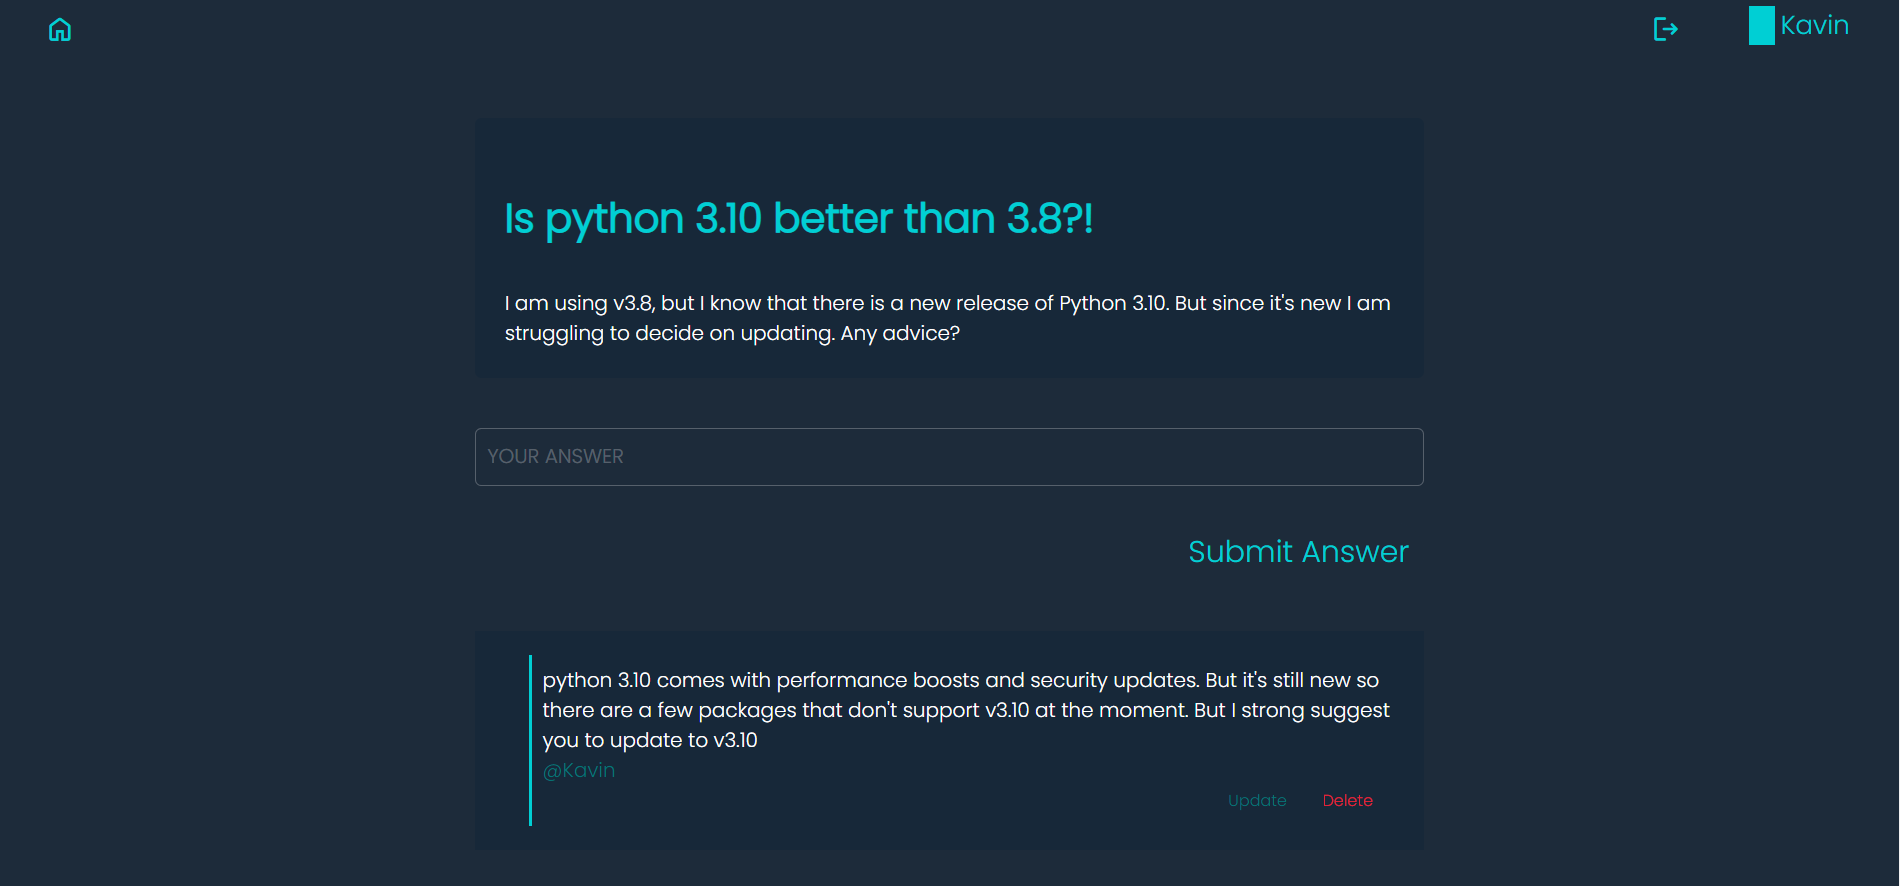 Kavin
Is python 3.10 better than 3.8?!
I am using v3.8, but I know that there is a new release of Python 3.10. But since it's new I am
struggling to decide on updating. Any advice?
YOUR ANSWER
Submit Answer
python 3.10 comes with performance boosts and security updates. But it's still new so
there are a few packages that don't support v3.10 at the moment. But I strong suggest
you to update to v3.10
@Kavin
Update Delete